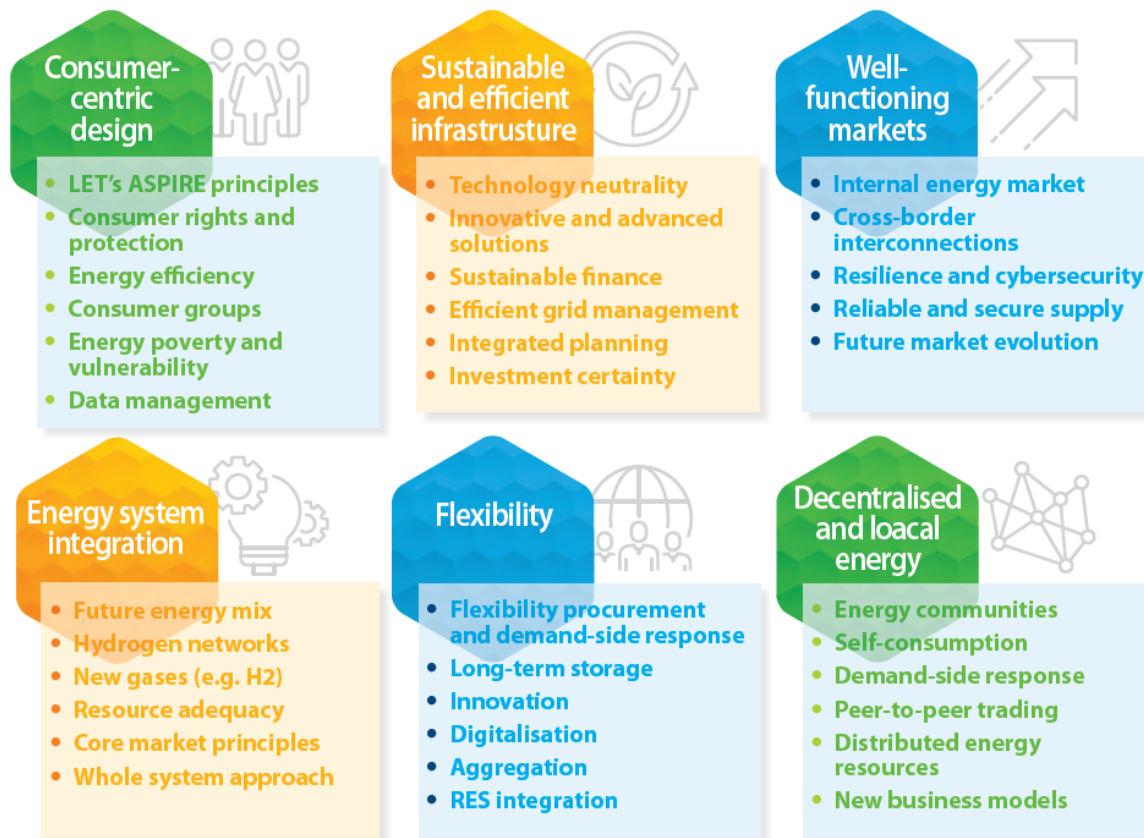 Consumer-
centric
design
• LET's ASPIRE principles
• Consumer rights and
protection
• Energy efficiency
• Consumer groups
• Energy poverty and
vulnerability
• Data management
Sustainable
and efficient
infrastrusture
• Technology neutrality
• Innovative and advanced
solutions
• Sustainable finance
• Efficient grid management
• Integrated planning
• Investment certainty
Well-
functioning
markets
• Internal energy market
• Cross-border
interconnections
• Resilience and cybersecurity
• Reliable and secure supply
• Future market evolution
Energy system
integration
• Future energy mix
• Hydrogen networks
• New gases (e.g. H2)
• Resource adequacy
• Core market principles
• Whole system approach
Flexibility
• Flexibility procurement
and demand-side response
• Long-term storage
• Innovation
• Digitalisation
• Aggregation
• RES integration
Decentralised
and loacal
energy
• Energy communities
• Self-consumption
• Demand-side response
• Peer-to-peer trading
• Distributed energy
resources
• New business models